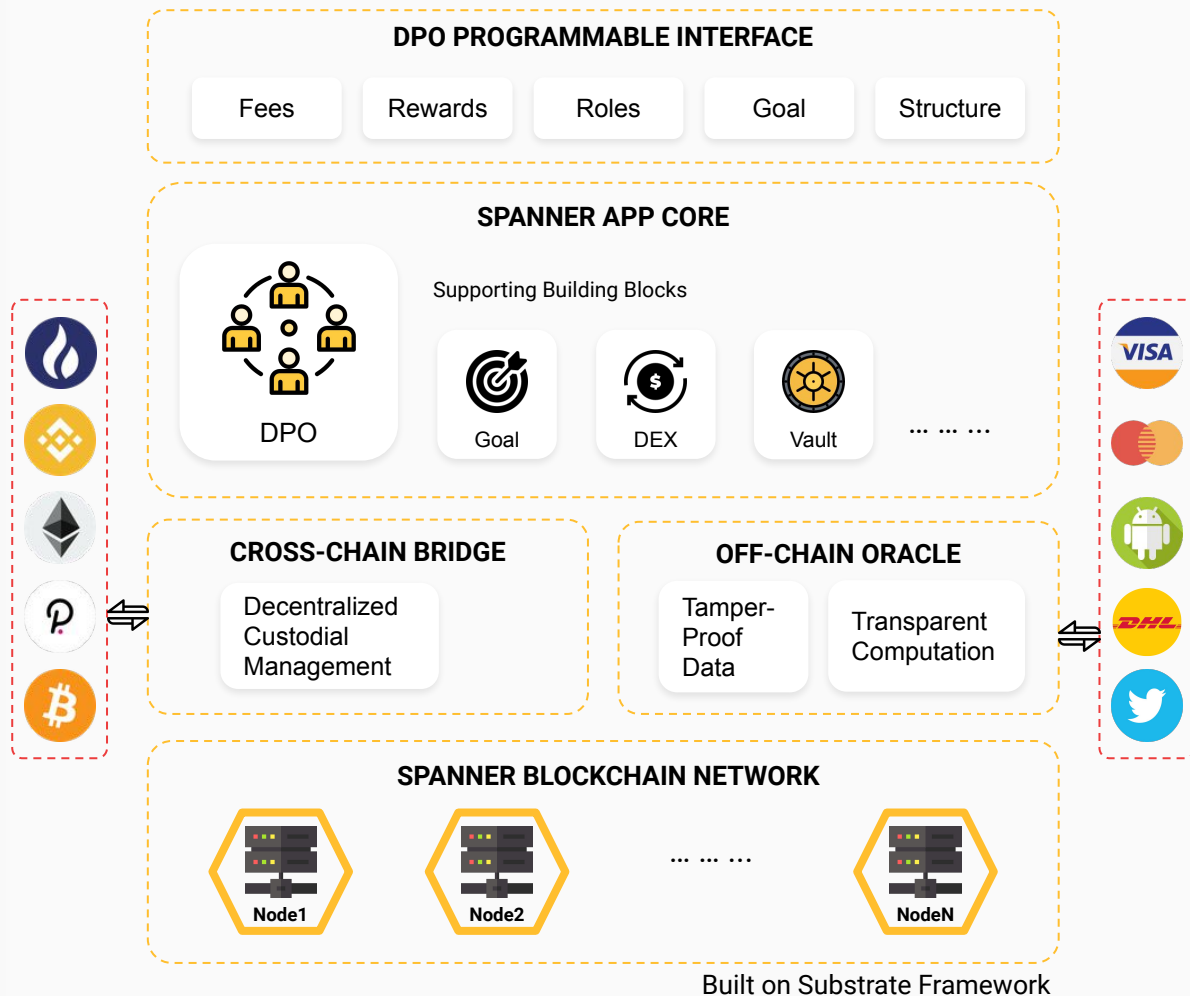 DPO PROGRAMMABLE INTERFACE
Fees
Rewards
Roles
Goal
Structure
SPANNER APP CORE
Supporting Building Blocks
DPO
Goal
DEX
Vault
... ... ...
CROSS-CHAIN BRIDGE
Decentralized
Custodial
Management
OFF-CHAIN ORACLE
Tamper-
Proof
Data
Transparent
Computation
VISA
DHL
SPANNER BLOCKCHAIN NETWORK
Node1
Node2
... ... ...
NodeN
Built on Substrate Framework